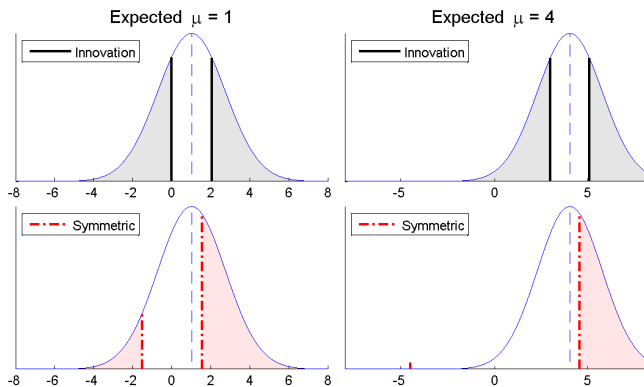 Expected μ = 1
Expected μ = 4
Innovation
Innovation
-8 -6 -4 -2 0 2 4 6 8
-5 0 5
Symmetric
Symmetric
-8 -6 -4 -2 0 2 4 6 8
-5 0 5